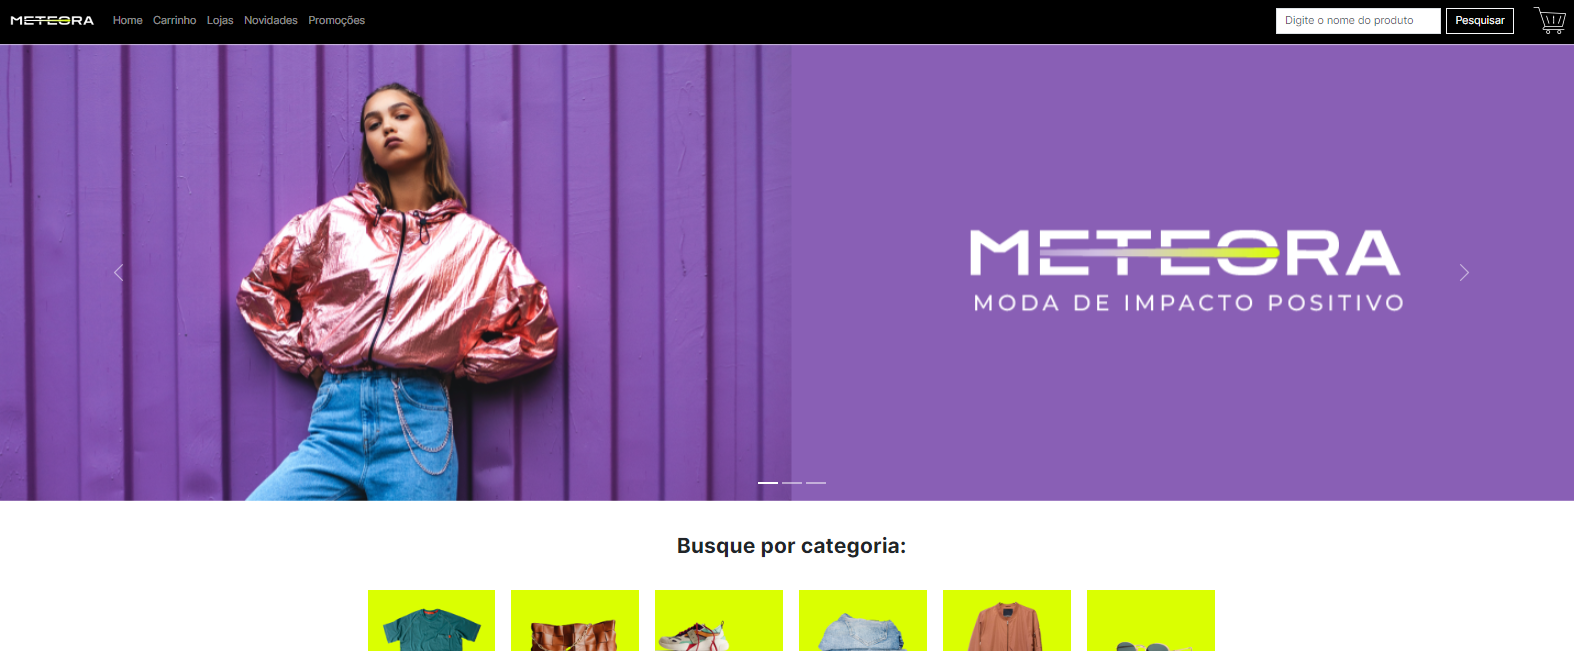 METEORA Home Carrinho Lojas Novidades Promoções Digite o nome do produto Pesquisar
METEORA
MODA DE IMPACTO POSITIVO
Busque por categoria: